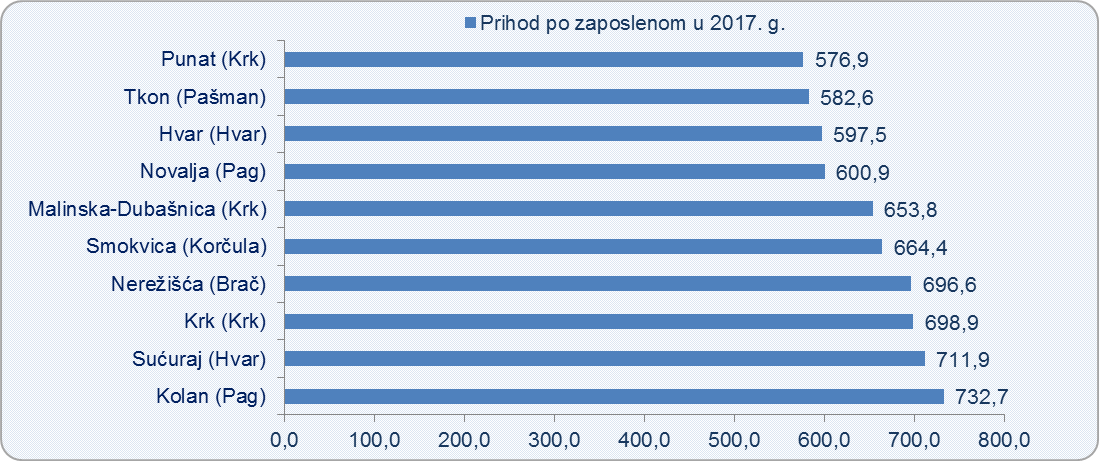 Prihod po zaposlenom u 2017. g.
Punat (Krk) 576,9
Tkon (Pašman) 582,6
Hvar (Hvar) 597,5
Novalja (Pag) 600,9
Malinska-Dubašnica (Krk) 653,8
Smokvica (Korčula) 664,4
Nerežišća (Brač) 696,6
Krk (Krk) 698,9
Sućuraj (Hvar) 711,9
Kolan (Pag) 732,7
0,0 100,0 200,0 300,0 400,0 500,0 600,0 700,0 800,0